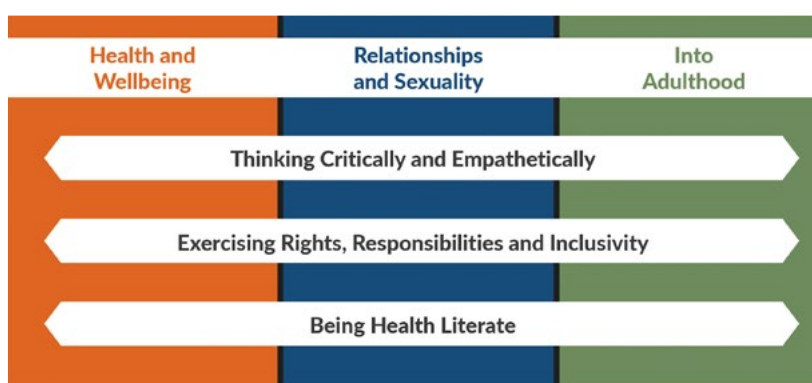 Health and
Wellbeing
Relationships
and Sexuality
Into
Adulthood
Thinking Critically and Empathetically
Exercising Rights, Responsibilities and Inclusivity
Being Health Literate